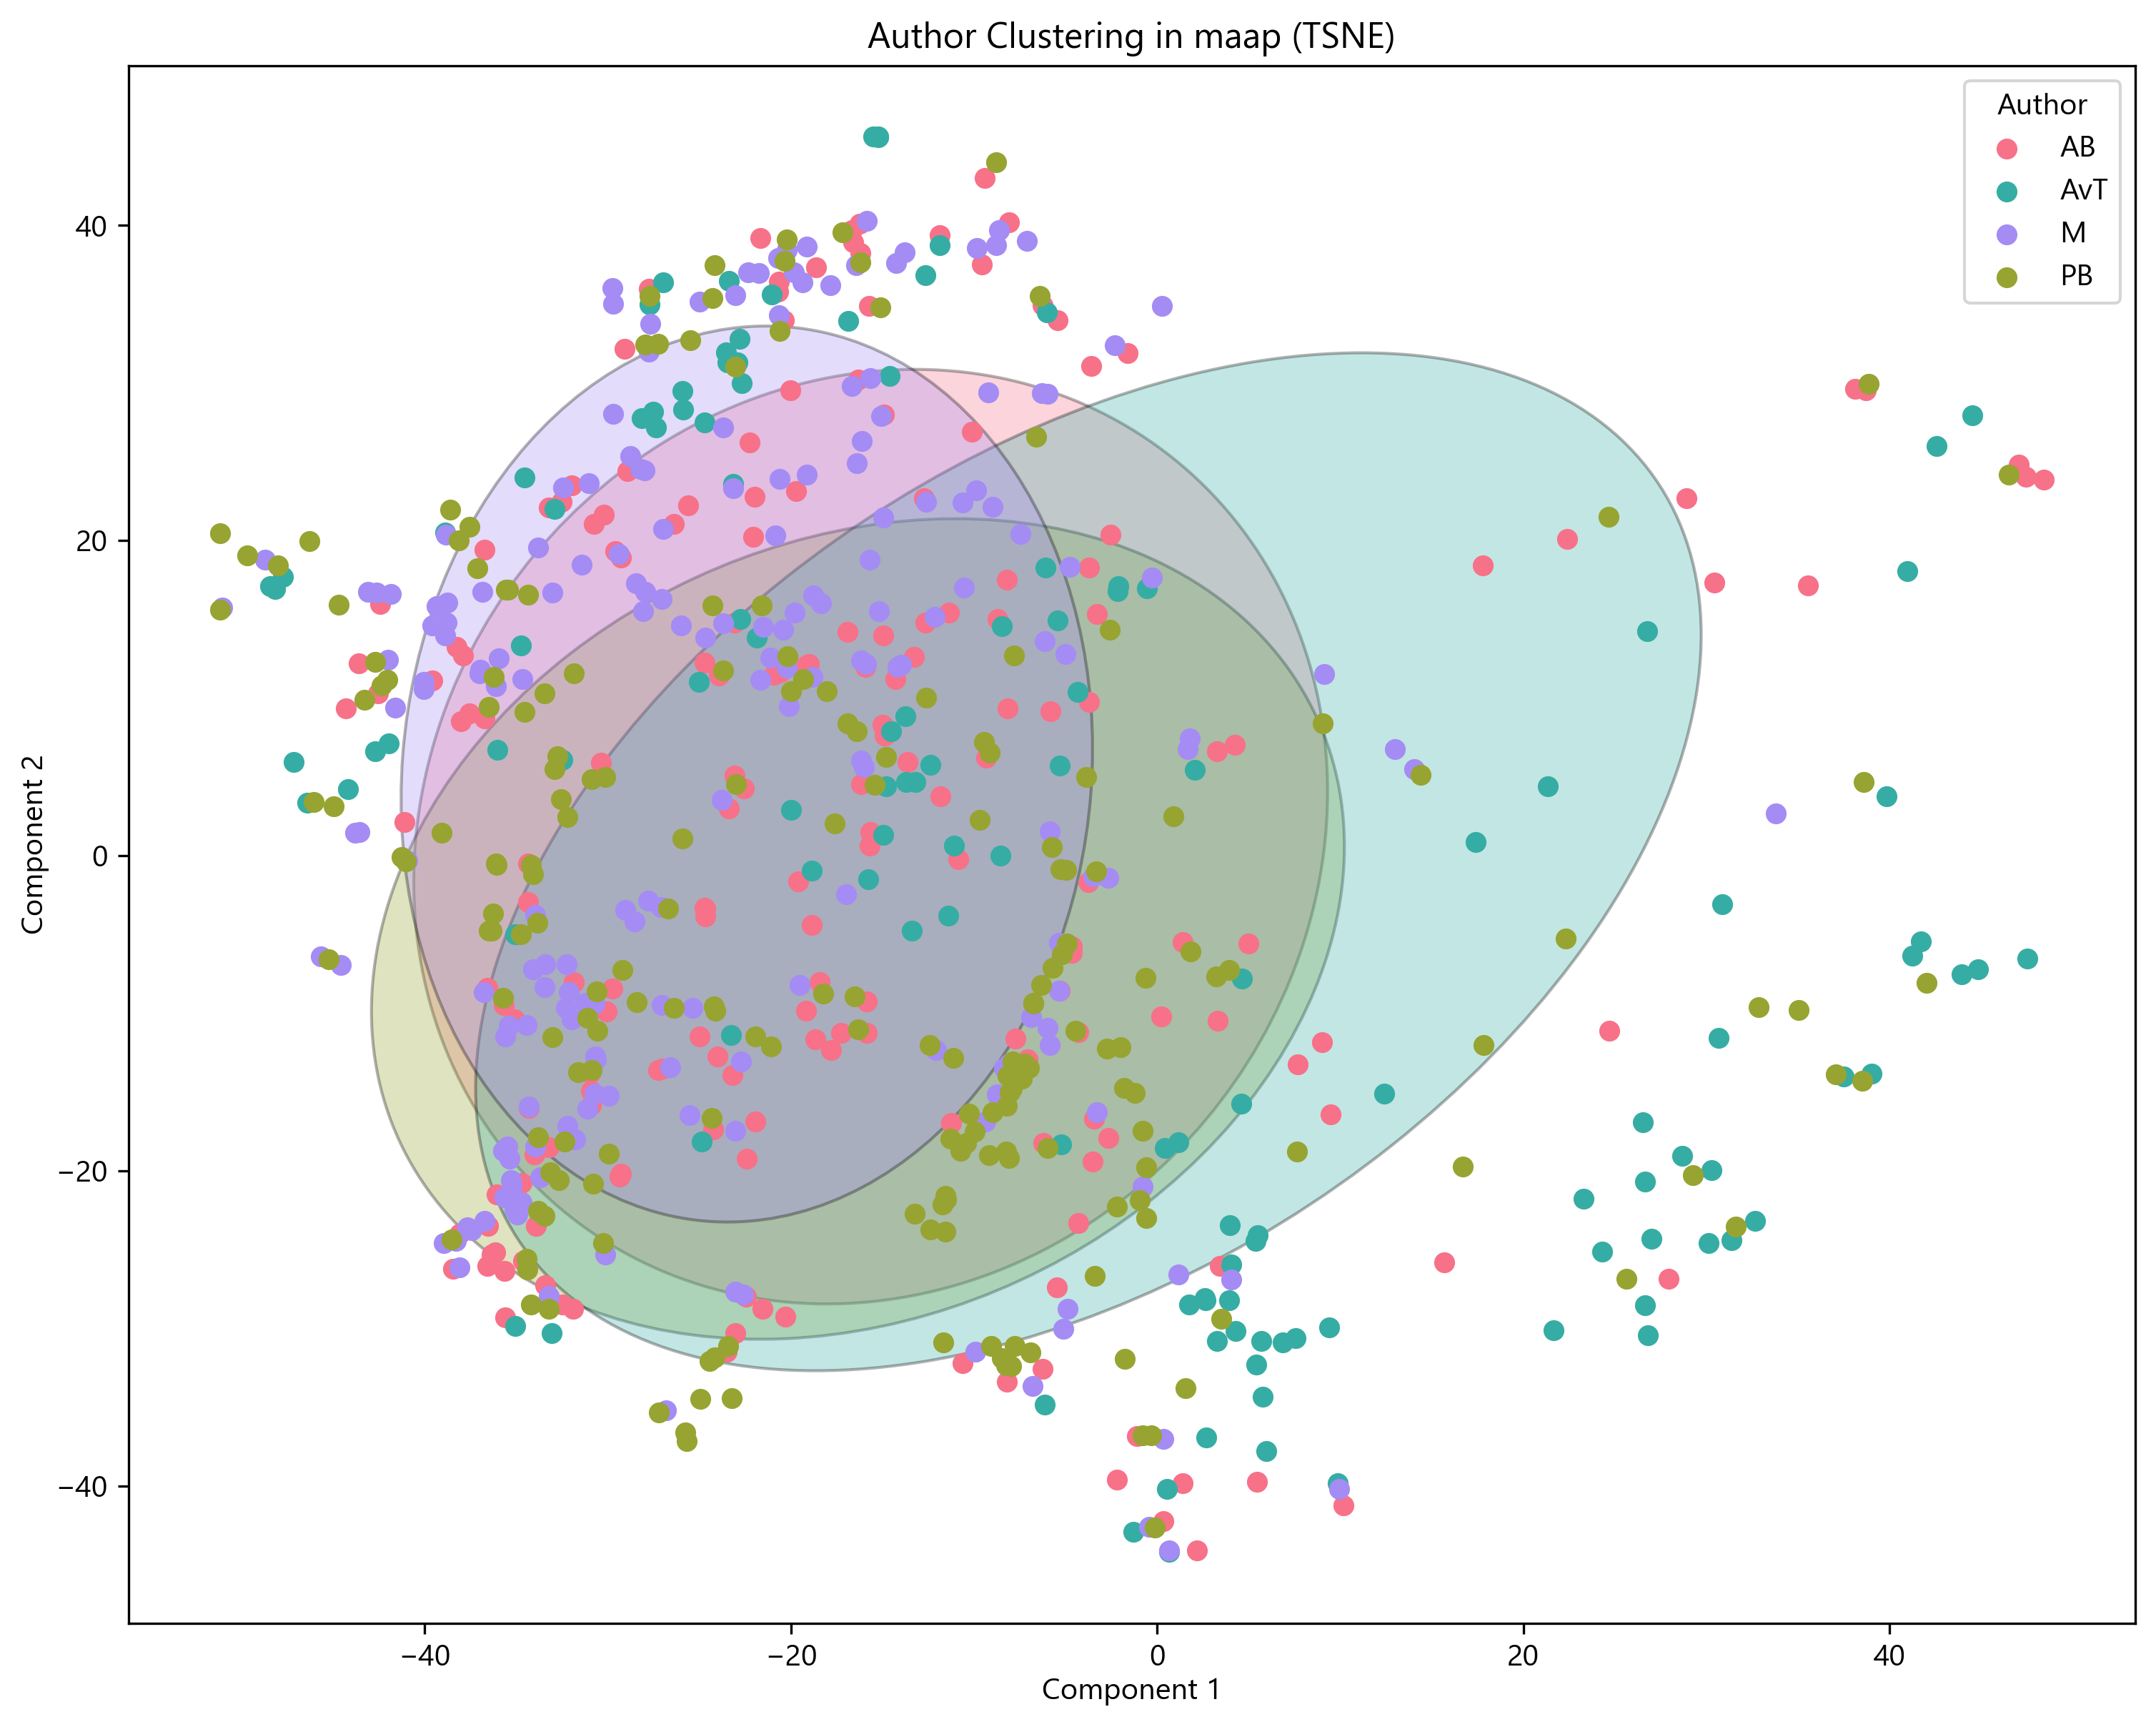 Author Clustering in maap (TSNE)
Author
AB
AvT
M
PB
Component 2
40
20
0
−20
−40
−40
−20
0
20
40
Component 1